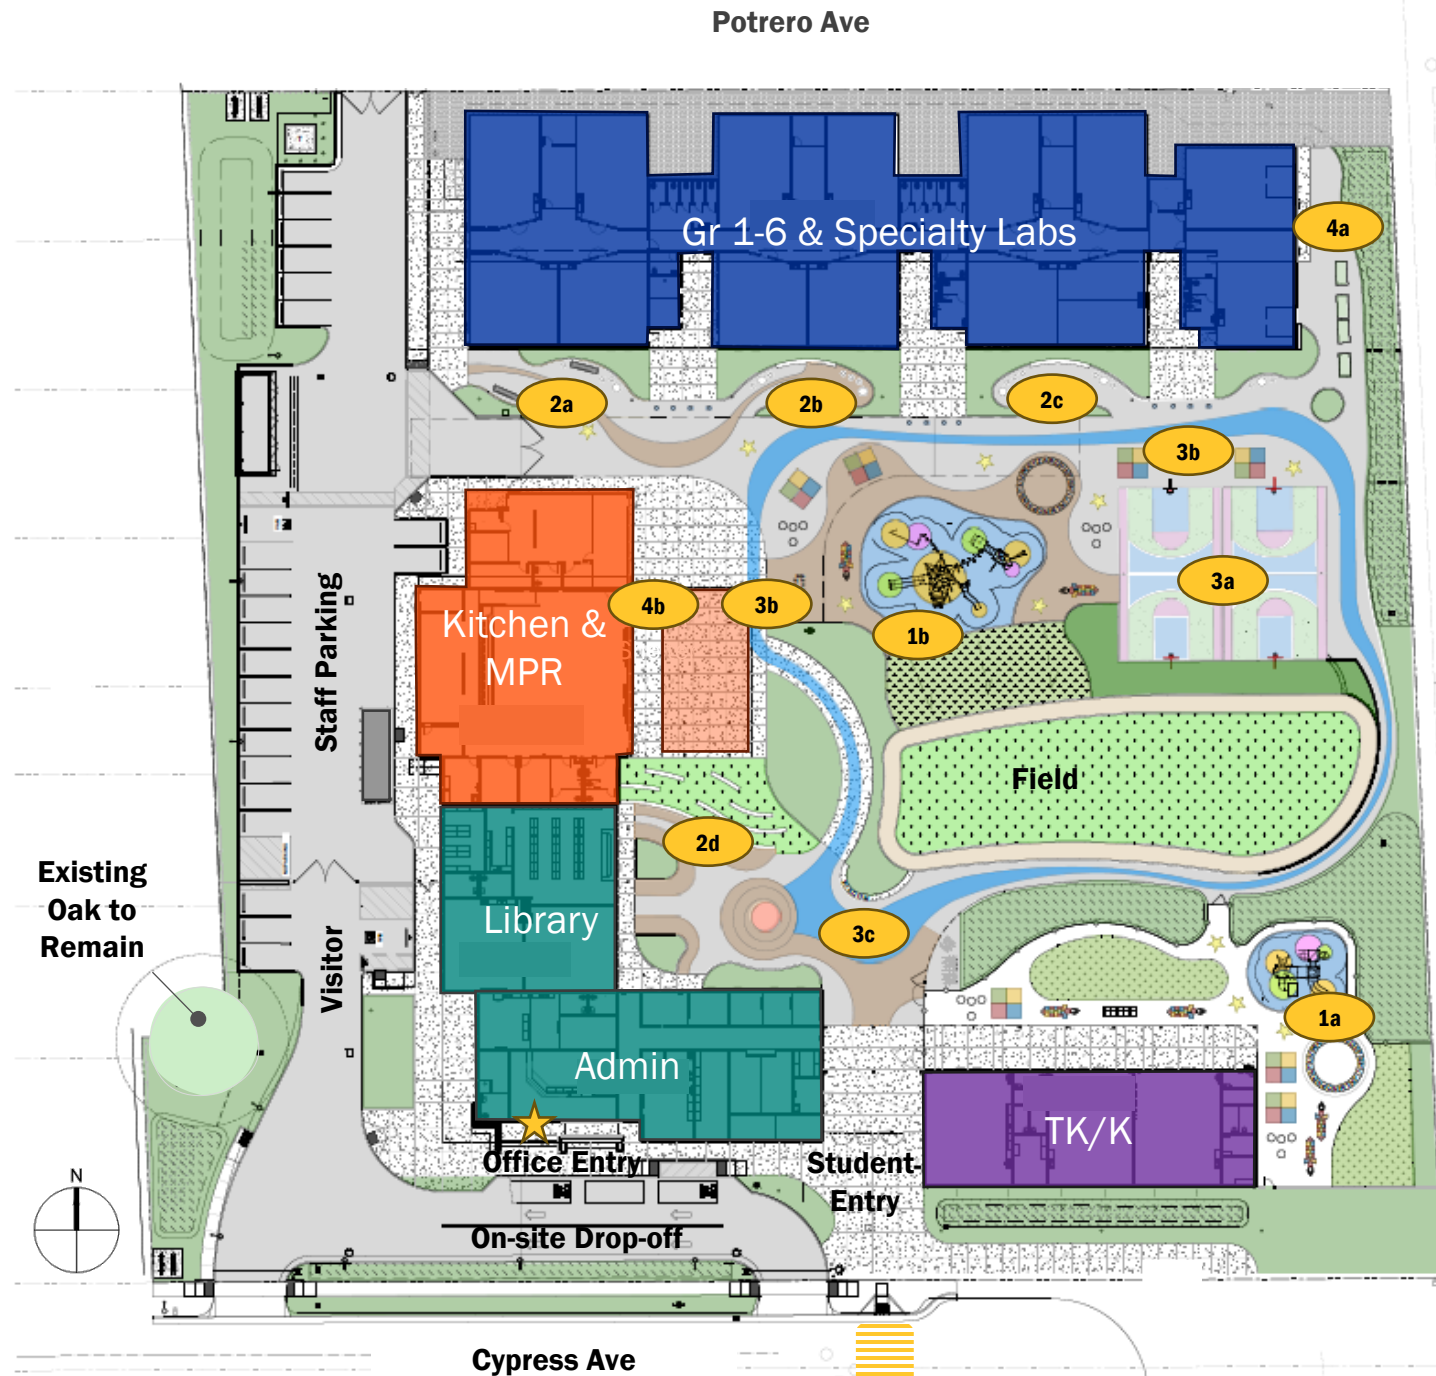 Potrero Ave
Gr 1-6 & Specialty Labs
4a
2a
2b
2c
3b
3a
4b
3b
1b
Kitchen &
MPR
Staff Parking
Field
2d
Existing
Oak to
Remain
Library
3c
Visitor
1a
Admin
TK/K
Office Entry
Student
Entry
N
On-site Drop-off
Cypress Ave